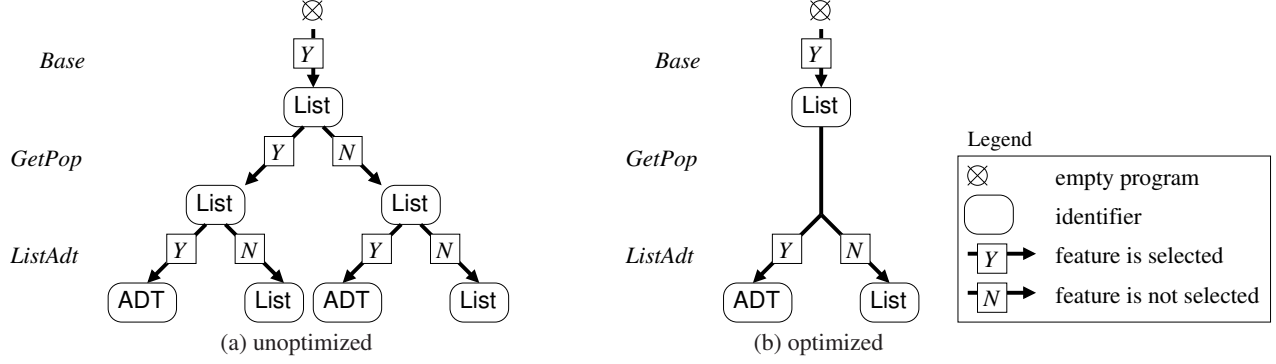 Base
Y
List
GetPop
Y
N
List
List
ListAdt
Y
N
Y
N
ADT
List
ADT
List
(a) unoptimized
Base
Y
List
GetPop
ListAdt
Y
N
ADT
List
(b) optimized
Legend
empty program
identifier
Y feature is selected
N feature is not selected